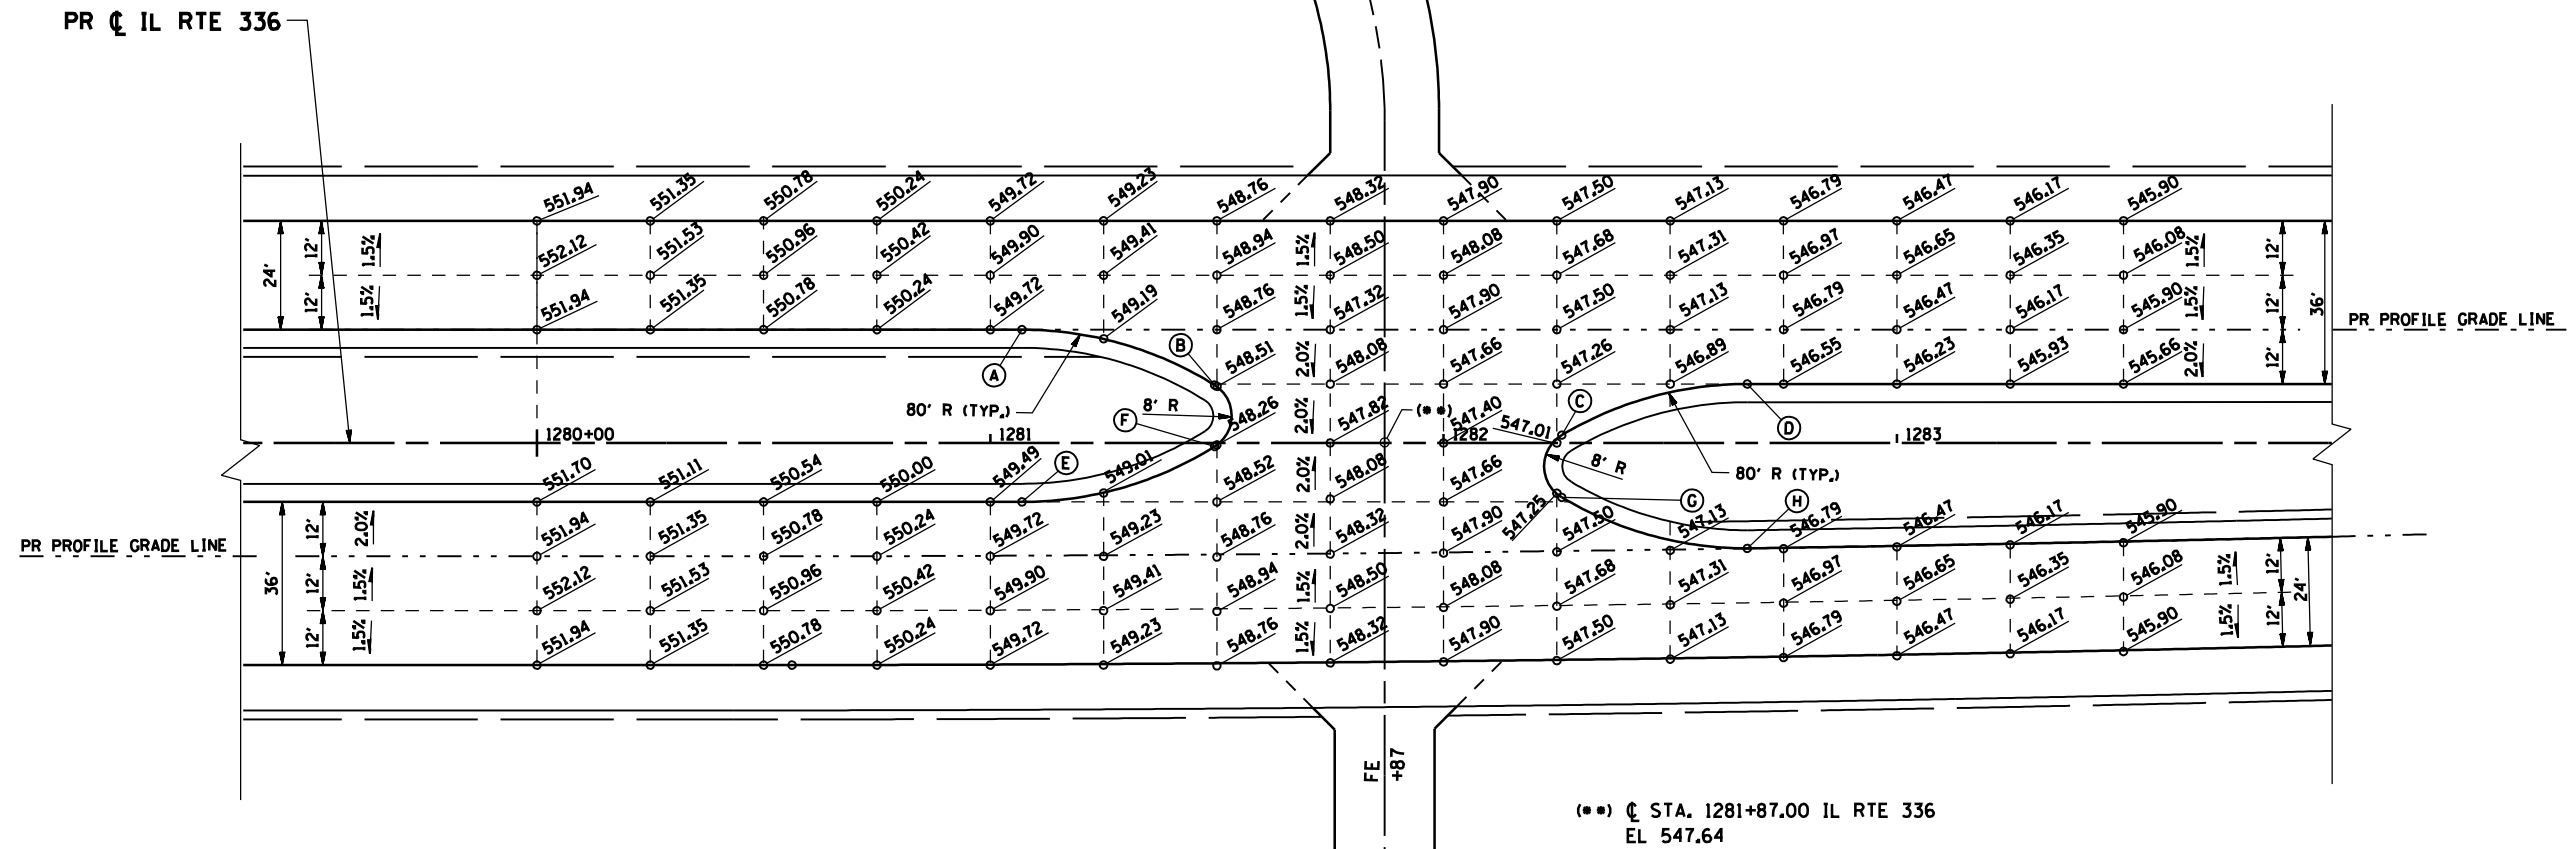 PR ℄ IL RTE 336
551.94 551.35 550.78 550.24 549.72 549.23 548.76 548.32 547.90 547.50 547.13 546.79 546.47 546.17 545.90
24' 12' 1.5% 552.12 551.53 550.96 550.42 549.90 549.41 548.94 1.5% 548.50 548.08 547.68 547.31 546.97 546.65 546.35 546.08 1.5% 12'
12' 1.5% 551.94 551.35 550.78 550.24 549.72 549.19 548.76 1.5% 547.32 547.90 547.50 547.13 546.79 546.47 546.17 545.90 1.5% 12' 36'
PR PROFILE GRADE LINE
A B 548.51 2.0% 548.08 547.66 547.26 546.89 546.55 546.23 545.93 545.66 2.0% 12'
80' R (TYP.) 8' R F 548.26 2.0% 547.82 (**) 547.40 547.01 C D
1280+00 1281 1282 1283
551.70 551.11 550.54 550.00 549.49 E 549.01 548.52 2.0% 548.08 547.66 8' R 80' R (TYP.)
547.25 G H
PR PROFILE GRADE LINE
12' 2.0% 551.94 551.35 550.78 550.24 549.72 549.23 548.76 2.0% 548.32 547.90 547.50 547.13 546.79 546.47 546.17 545.90
36' 12' 1.5% 552.12 551.53 550.96 550.42 549.90 549.41 548.94 1.5% 548.50 548.08 547.68 547.31 546.97 546.65 546.35 546.08 1.5% 12' 24'
12' 1.5% 551.94 551.35 550.78 550.24 549.72 549.23 548.76 1.5% 548.32 547.90 547.50 547.13 546.79 546.47 546.17 545.90 1.5% 12'
FE
+87
(**) ℄ STA. 1281+87.00 IL RTE 336
EL 547.64